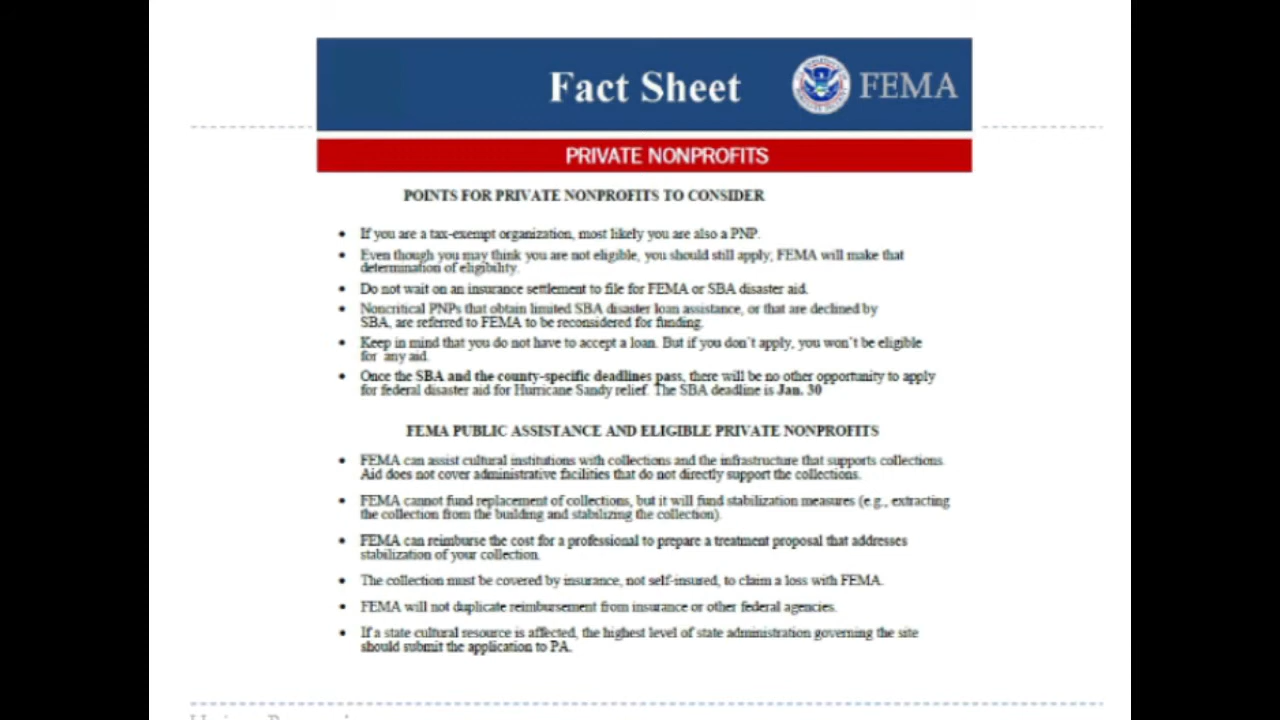 Fact Sheet
FEMA
PRIVATE NONPROFITS
POINTS FOR PRIVATE NONPROFITS TO CONSIDER
• If you are a tax-exempt organization, most likely you are also a PNP.
• Even though you may think you are not eligible, you should still apply; FEMA will make that
determination of eligibility.
• Do not wait on an insurance settlement to file for FEMA or SBA disaster aid.
• Noncritical PNPs that obtain limited SBA disaster loan assistance, or that are declined by
SBA, are referred to FEMA to be reconsidered for funding.
• Keep in mind that you do not have to accept a loan. But if you don't apply, you won't be eligible
for any aid.
• Once the SBA and the county-specific deadlines pass, there will be no other opportunity to apply
for federal disaster aid for Hurricane Sandy relief. The SBA deadline is Jan. 30
FEMA PUBLIC ASSISTANCE AND ELIGIBLE PRIVATE NONPROFITS
• FEMA can assist cultural institutions with collections and the infrastructure that supports collections.
Aid does not cover administrative facilities that do not directly support the collections.
• FEMA cannot fund replacement of collections, but it will fund stabilization measures (e.g., extracting
the collection from the building and stabilizing the collection).
• FEMA can reimburse the cost for a professional to prepare a treatment proposal that addresses
stabilization of your collection.
• The collection must be covered by insurance, not self-insured, to claim a loss with FEMA.
• FEMA will not duplicate reimbursement from insurance or other federal agencies.
• If a state cultural resource is affected, the highest level of state administration governing the site
should submit the application to PA.